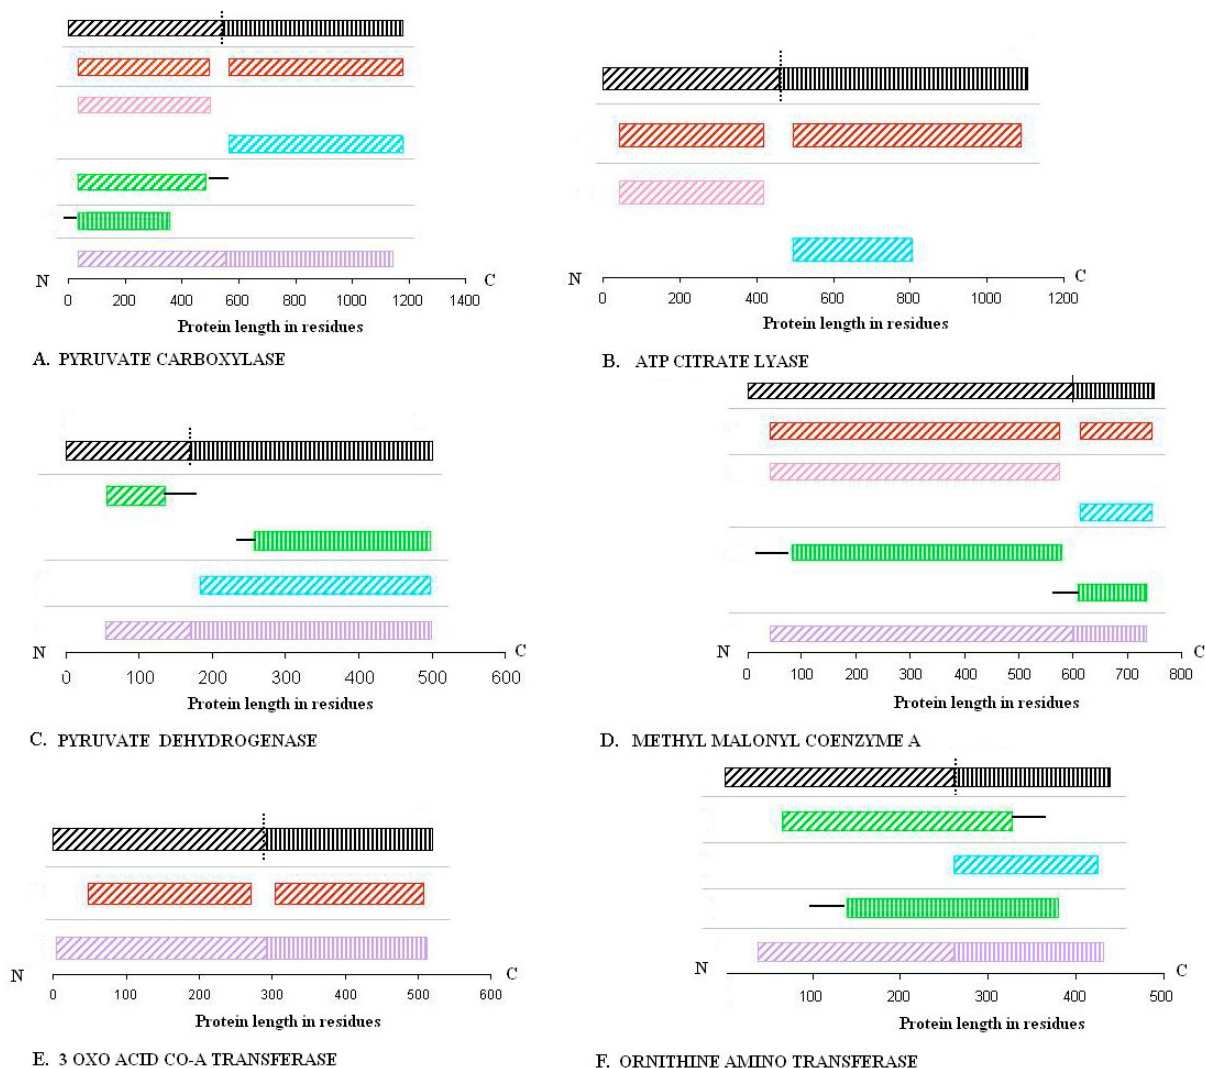 N C
0 200 400 600 800 1000 1200 1400
Protein length in residues
A. PYRUVATE CARBOXYLASE
N C
0 200 400 600 800 1000 1200
Protein length in residues
B. ATP CITRATE LYASE
N C
0 100 200 300 400 500 600
Protein length in residues
C. PYRUVATE DEHYDROGENASE
N C
0 100 200 300 400 500 600 700 800
Protein length in residues
D. METHYL MALONYL COENZYME A
N C
0 100 200 300 400 500 600
Protein length in residues
E. 3 OXO ACID CO-A TRANSFERASE
N C
100 200 300 400 500
Protein length in residues
F. ORNITHINE AMINO TRANSFERASE